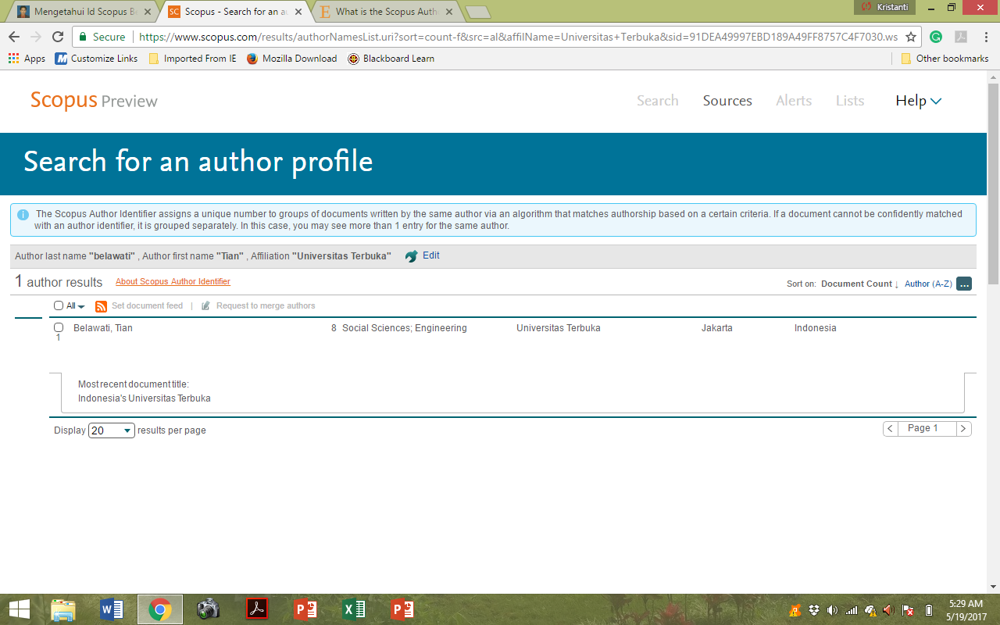 Mengetahui Id Scopus B
Scopus - Search for an a
What is the Scopus Auth
Kristanti
Secure
https://www.scopus.com/results/authorNamesList.uri?sort=count-f&src=al&affilName=Universitas+Terbuka&sid=91DEA49997EBD189A49FF8757C4F7030.ws
Apps
Customize Links
Imported From IE
Mozilla Download
Blackboard Learn
Other bookmarks
Scopus Preview
Search
Sources
Alerts
Lists
Help
Search for an author profile
The Scopus Author Identifier assigns a unique number to groups of documents written by the same author via an algorithm that matches authorship based on a certain criteria. If a document cannot be confidently matched
with an author identifier, it is grouped separately. In this case, you may see more than 1 entry for the same author.
Author last name "belawati" , Author first name "Tian" , Affiliation "Universitas Terbuka"
Edit
1 author results
About Scopus Author Identifier
Sort on: Document Count ↓ Author (A-Z) ...
All
Set document feed | Request to merge authors
Belawati, Tian
8 Social Sciences; Engineering
Universitas Terbuka
Jakarta
Indonesia
1
Most recent document title:
Indonesia's Universitas Terbuka
Display 20 results per page
< Page 1 >
5:29 AM
5/19/2017